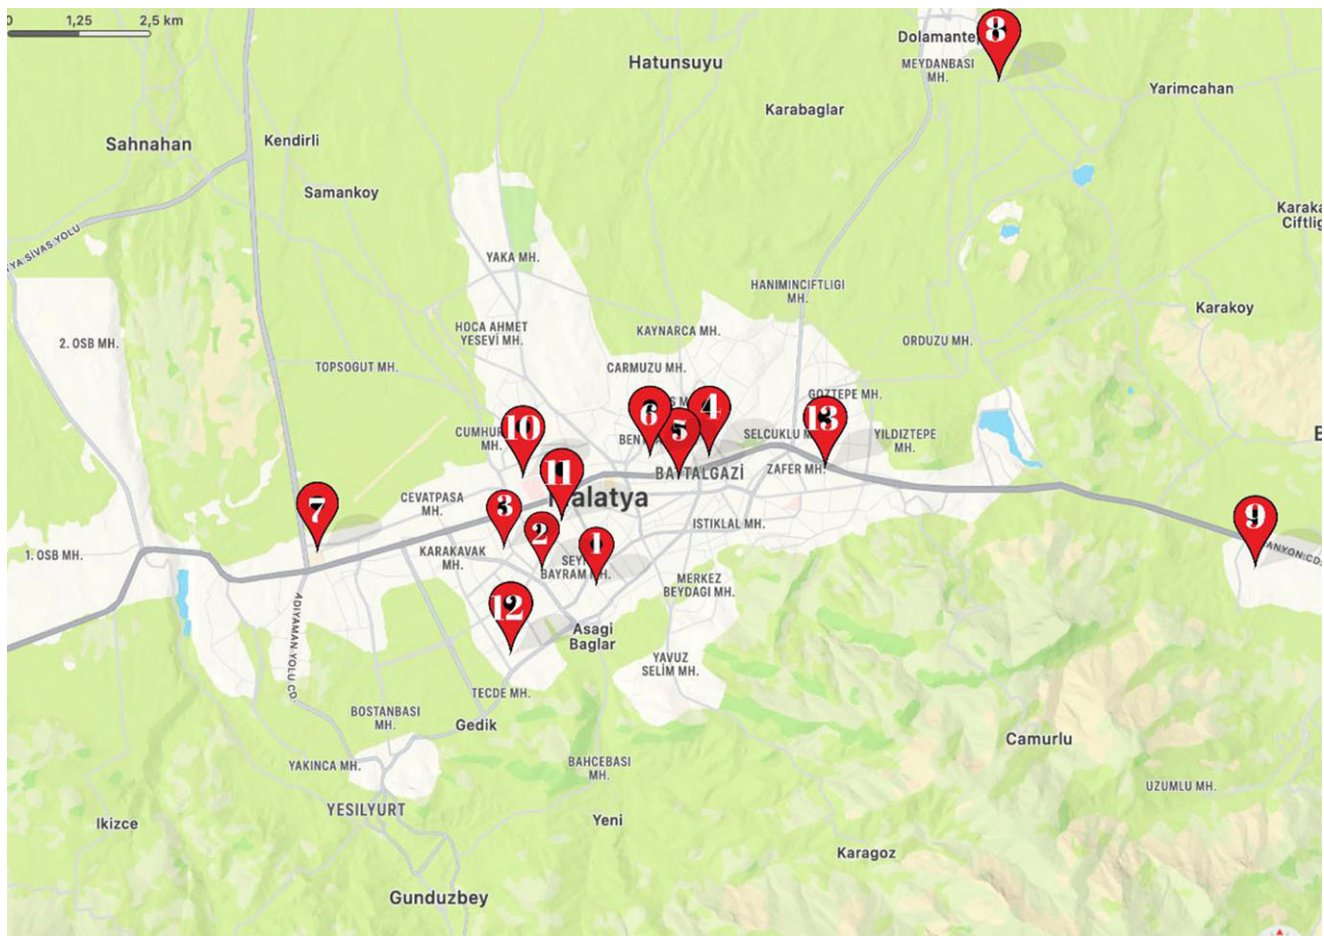 0 1,25 2,5 km
8
Hatunsuyu
MEYDANBASI
MH.
Yarimcahan
Karabaglar
Sahnahan
Kendirli
Samankoy
YAKA MH.
Karakoy
HANIMINCIFTLIGI
MH.
HOCA AHMET
YESEVİ MH.
KAYNARCA MH.
ORDUZU MH.
2. OSB MH.
TOPSOGUT MH.
CARMUZU MH.
GOZTEPE MH.
6
4
5
13
10
SELCUKLU
YILDIZTEPE
MH.
BATTALGAZİ
ZAFER MH.
11
Malatya
CEVATPASA
MH.
3
7
2
1
9
ISTIKLAL MH.
1. OSB MH.
KARAKAVAK
MH.
BAYRAM MH.
MERKEZ
BEYDAGI MH.
12
ADIYAMAN YOLU CD.
Asagi
Baglar
YAVUZ
SELIM MH.
TECDE MH.
BOSTANBASI
MH.
Gedik
YAKINCA MH.
BAHCEBASI
MH.
Camurlu
UZUMLU MH.
YESILYURT
Ikizce
Yeni
Karagoz
Gunduzbey